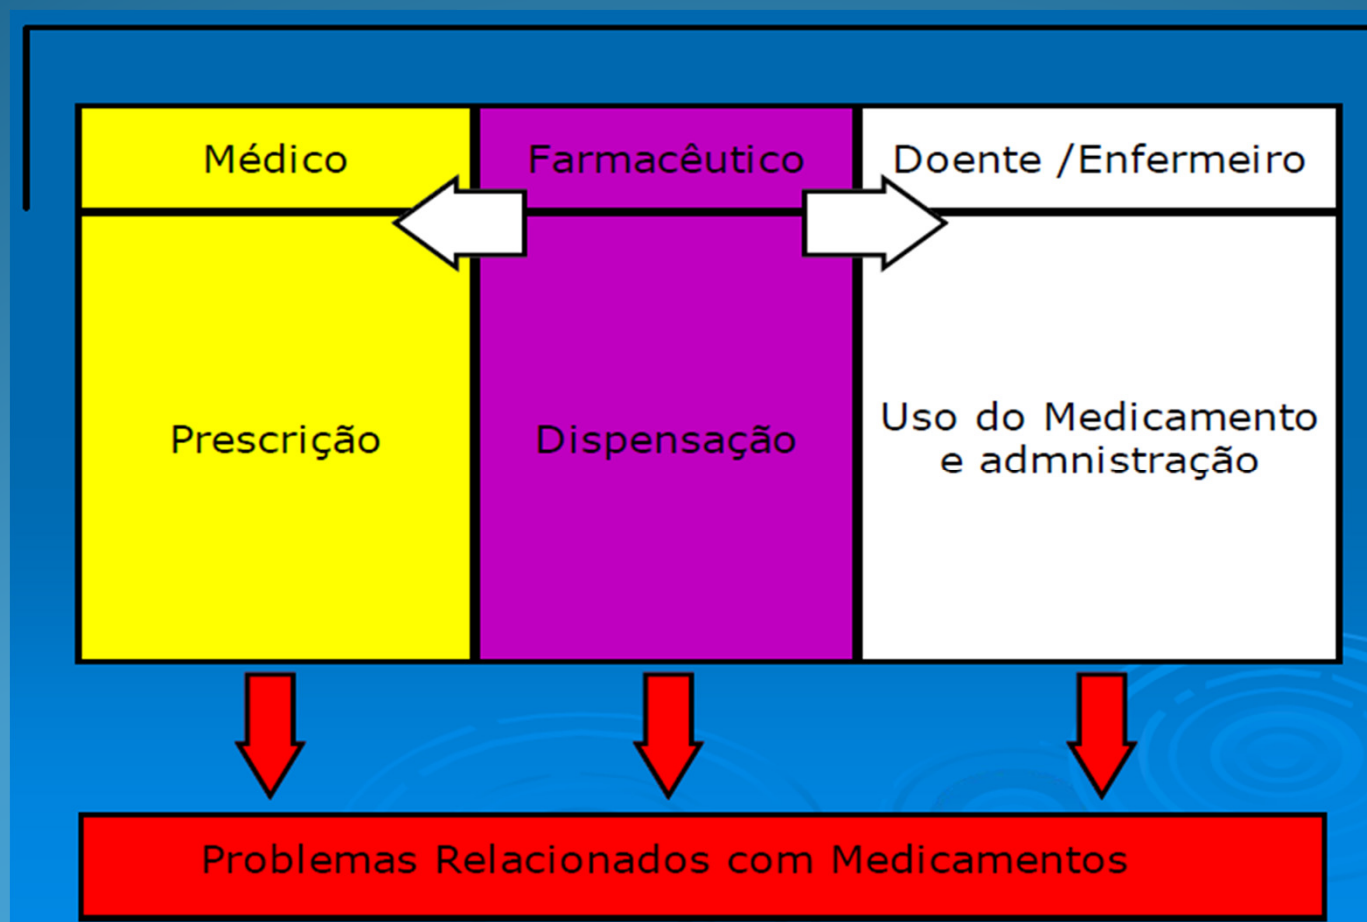 Médico
Farmacêutico
Doente /Enfermeiro
Prescrição
Dispensação
Uso do Medicamento
e admnistração
Problemas Relacionados com Medicamentos